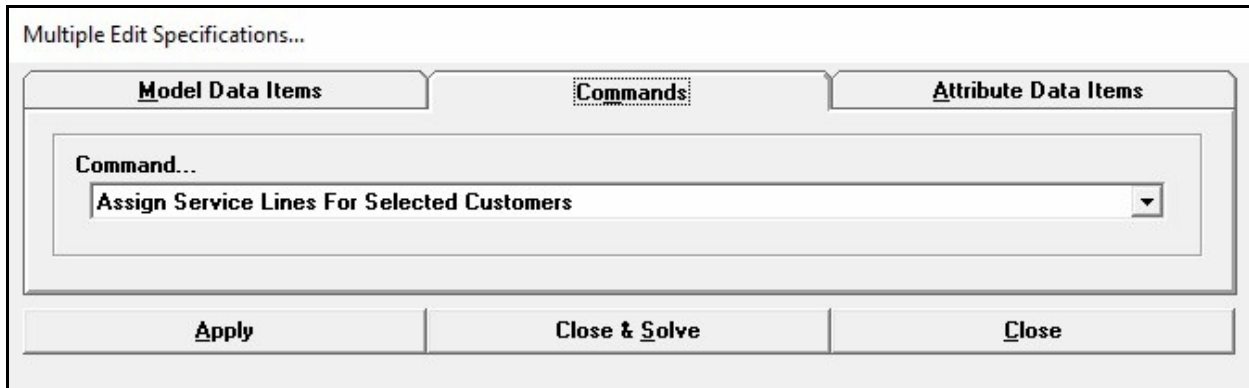 Multiple Edit Specifications...
Model Data Items Commands Attribute Data Items
Command...
Assign Service Lines For Selected Customers
Apply Close & Solve Close